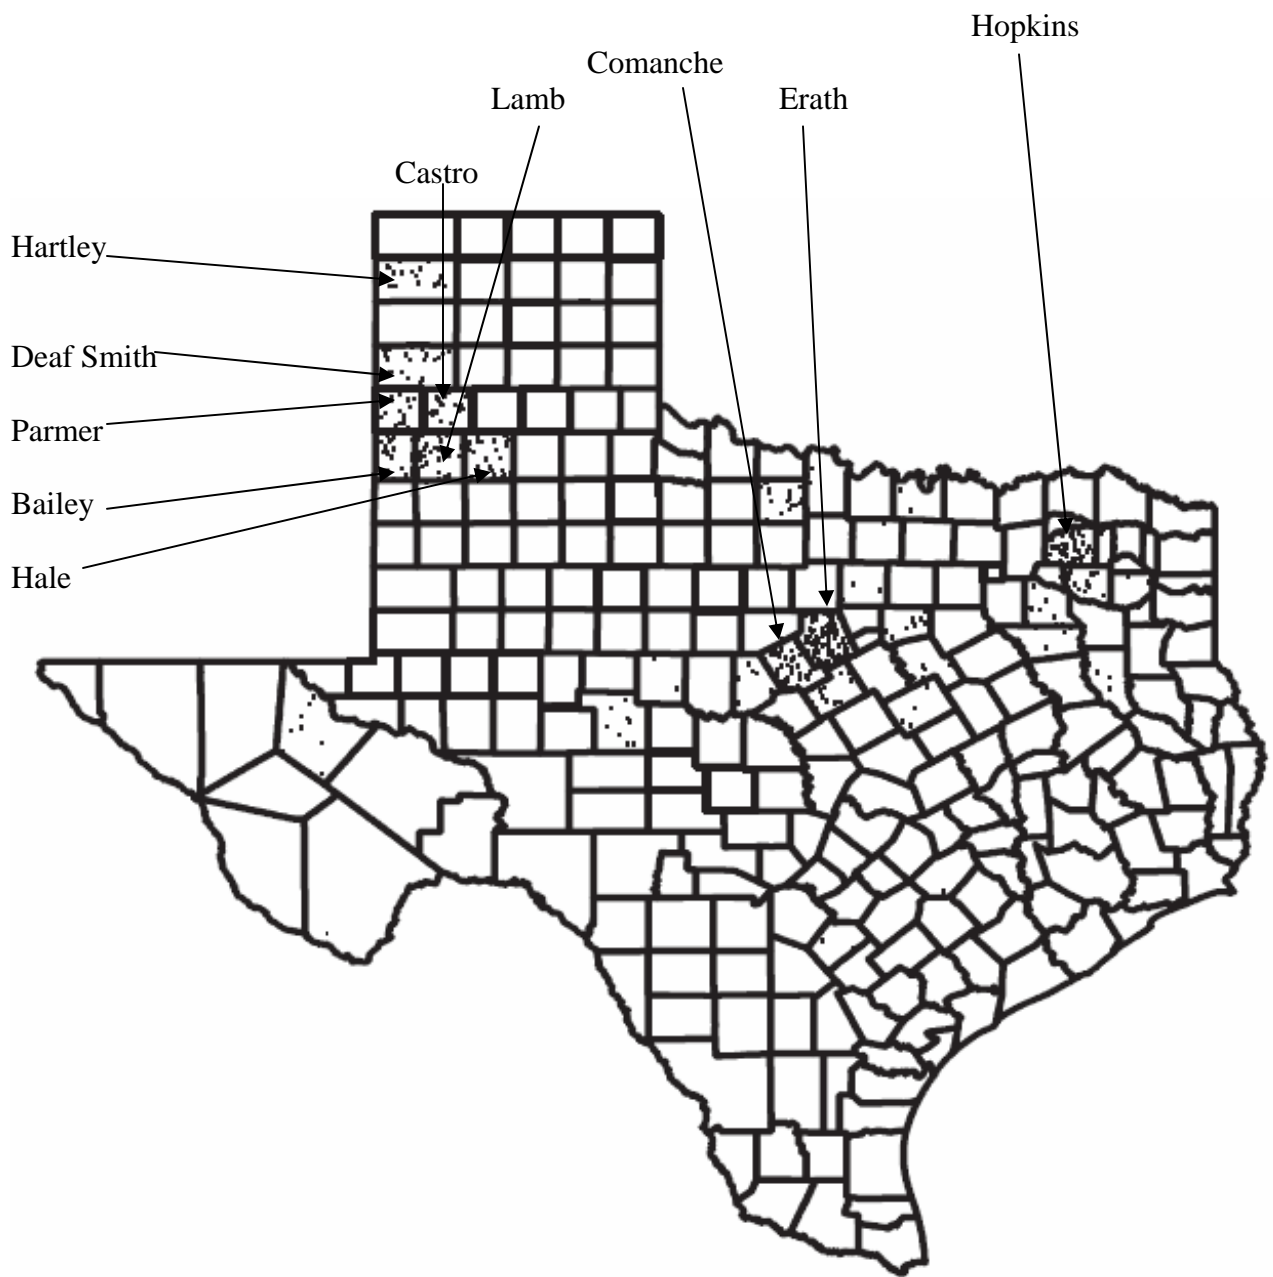 Hopkins
Comanche
Lamb
Erath
Castro
Hartley
Deaf Smith
Parmer
Bailey
Hale